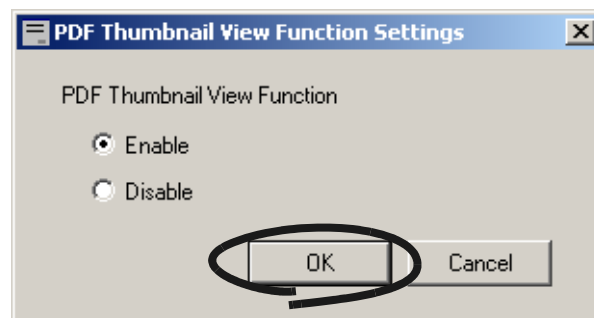 PDF Thumbnail View Function Settings
PDF Thumbnail View Function
Enable
Disable
OK Cancel